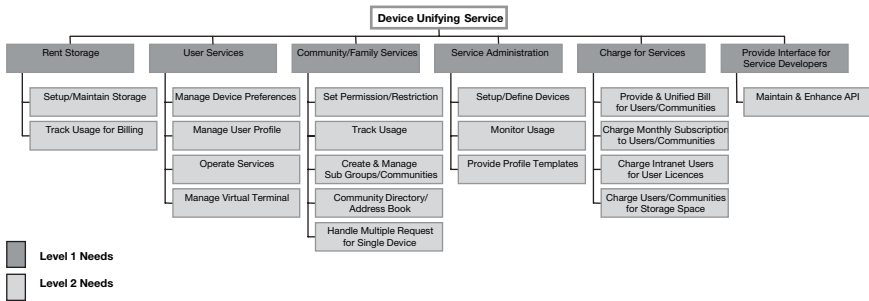 Device Unifying Service
Rent Storage
Setup/Maintain Storage
Track Usage for Billing
User Services
Manage Device Preferences
Manage User Profile
Operate Services
Manage Virtual Terminal
Community/Family Services
Set Permission/Restriction
Track Usage
Create & Manage
Sub Groups/Communities
Community Directory/
Address Book
Handle Multiple Request
for Single Device
Service Administration
Setup/Define Devices
Monitor Usage
Provide Profile Templates
Charge for Services
Provide & Unified Bill
for Users/Communities
Charge Monthly Subscription
to Users/Communities
Charge Intranet Users
for User Licences
Charge Users/Communities
for Storage Space
Provide Interface for
Service Developers
Maintain & Enhance API
Level 1 Needs
Level 2 Needs